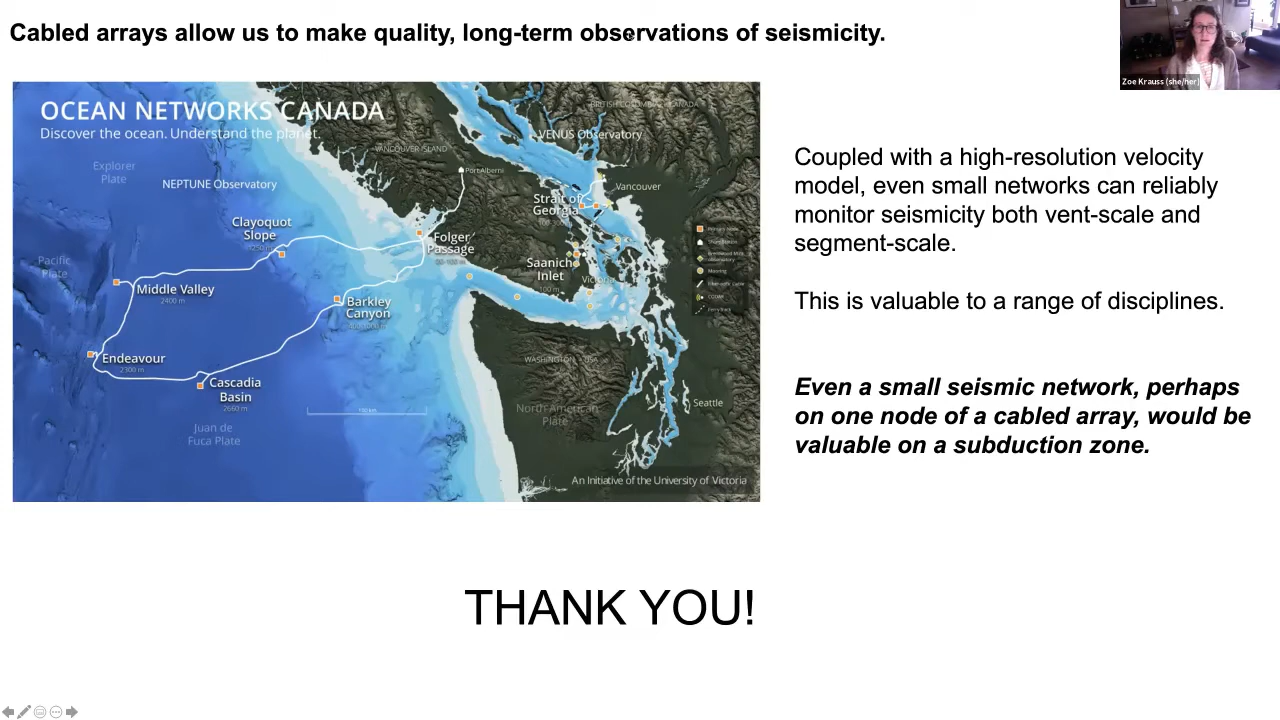 Cabled arrays allow us to make quality, long-term observations of seismicity.
Zoe Krauss (she/her)
OCEAN NETWORKS CANADA
Discover the ocean. Understand the planet.
BRITISH COLUMBIA - CANADA
VENUS Observatory
VANCOUVER ISLAND
Explorer
Plate
NEPTUNE Observatory
Port Alberni
Vancouver
Strait of
Georgia
Clayoquot
Slope
Folger
Passage
Pacific
Plate
Saanich
Inlet
Victoria
Middle Valley
2400 m
Barkley
Canyon
Endeavour
2300 m
WASHINGTON - USA
Cascadia
Basin
2660 m
North American
Plate
Seattle
Juan de
Fuca Plate
An Initiative of the University of Victoria
Coupled with a high-resolution velocity
model, even small networks can reliably
monitor seismicity both vent-scale and
segment-scale.
This is valuable to a range of disciplines.
Even a small seismic network, perhaps
on one node of a cabled array, would be
valuable on a subduction zone.
THANK YOU!